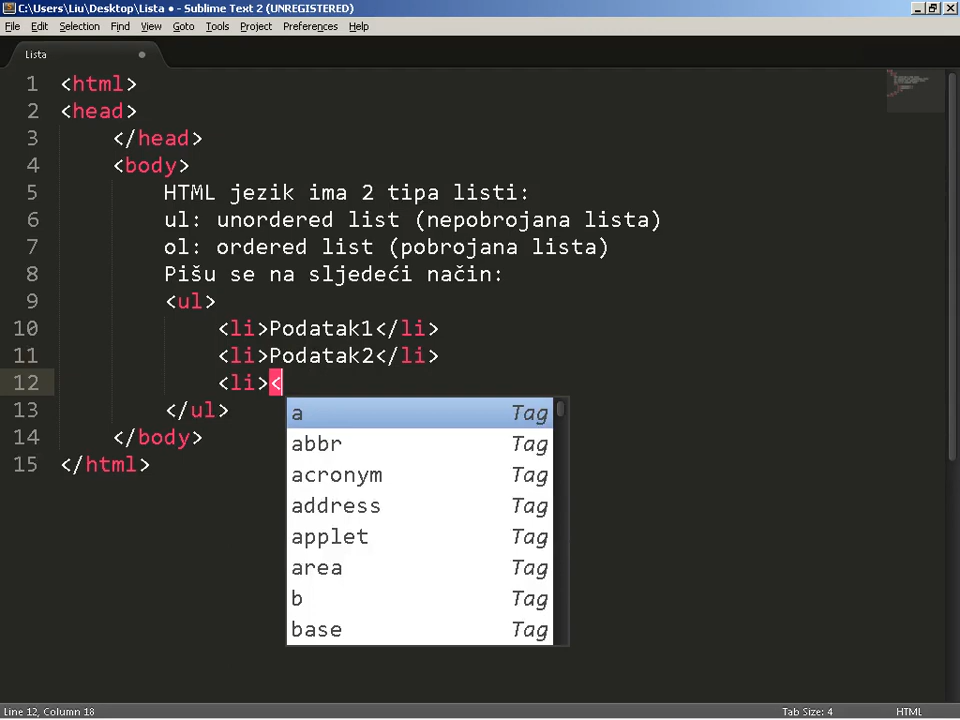 C:\Users\Liu\Desktop\Lista • - Sublime Text 2 (UNREGISTERED)
File Edit Selection Find View Goto Tools Project Preferences Help
Lista
1 <html>
2 <head>
3 </head>
4 <body>
5 HTML jezik ima 2 tipa listi:
6 ul: unordered list (nepobrojana lista)
7 ol: ordered list (pobrojana lista)
8 Pišu se na sljedeći način:
9 <ul>
10 <li>Podatak1</li>
11 <li>Podatak2</li>
12 <li><
13 </ul>
14 </body>
15 </html>
a Tag
abbr Tag
acronym Tag
address Tag
applet Tag
area Tag
b Tag
base Tag
Line 12, Column 18 Tab Size: 4 HTML